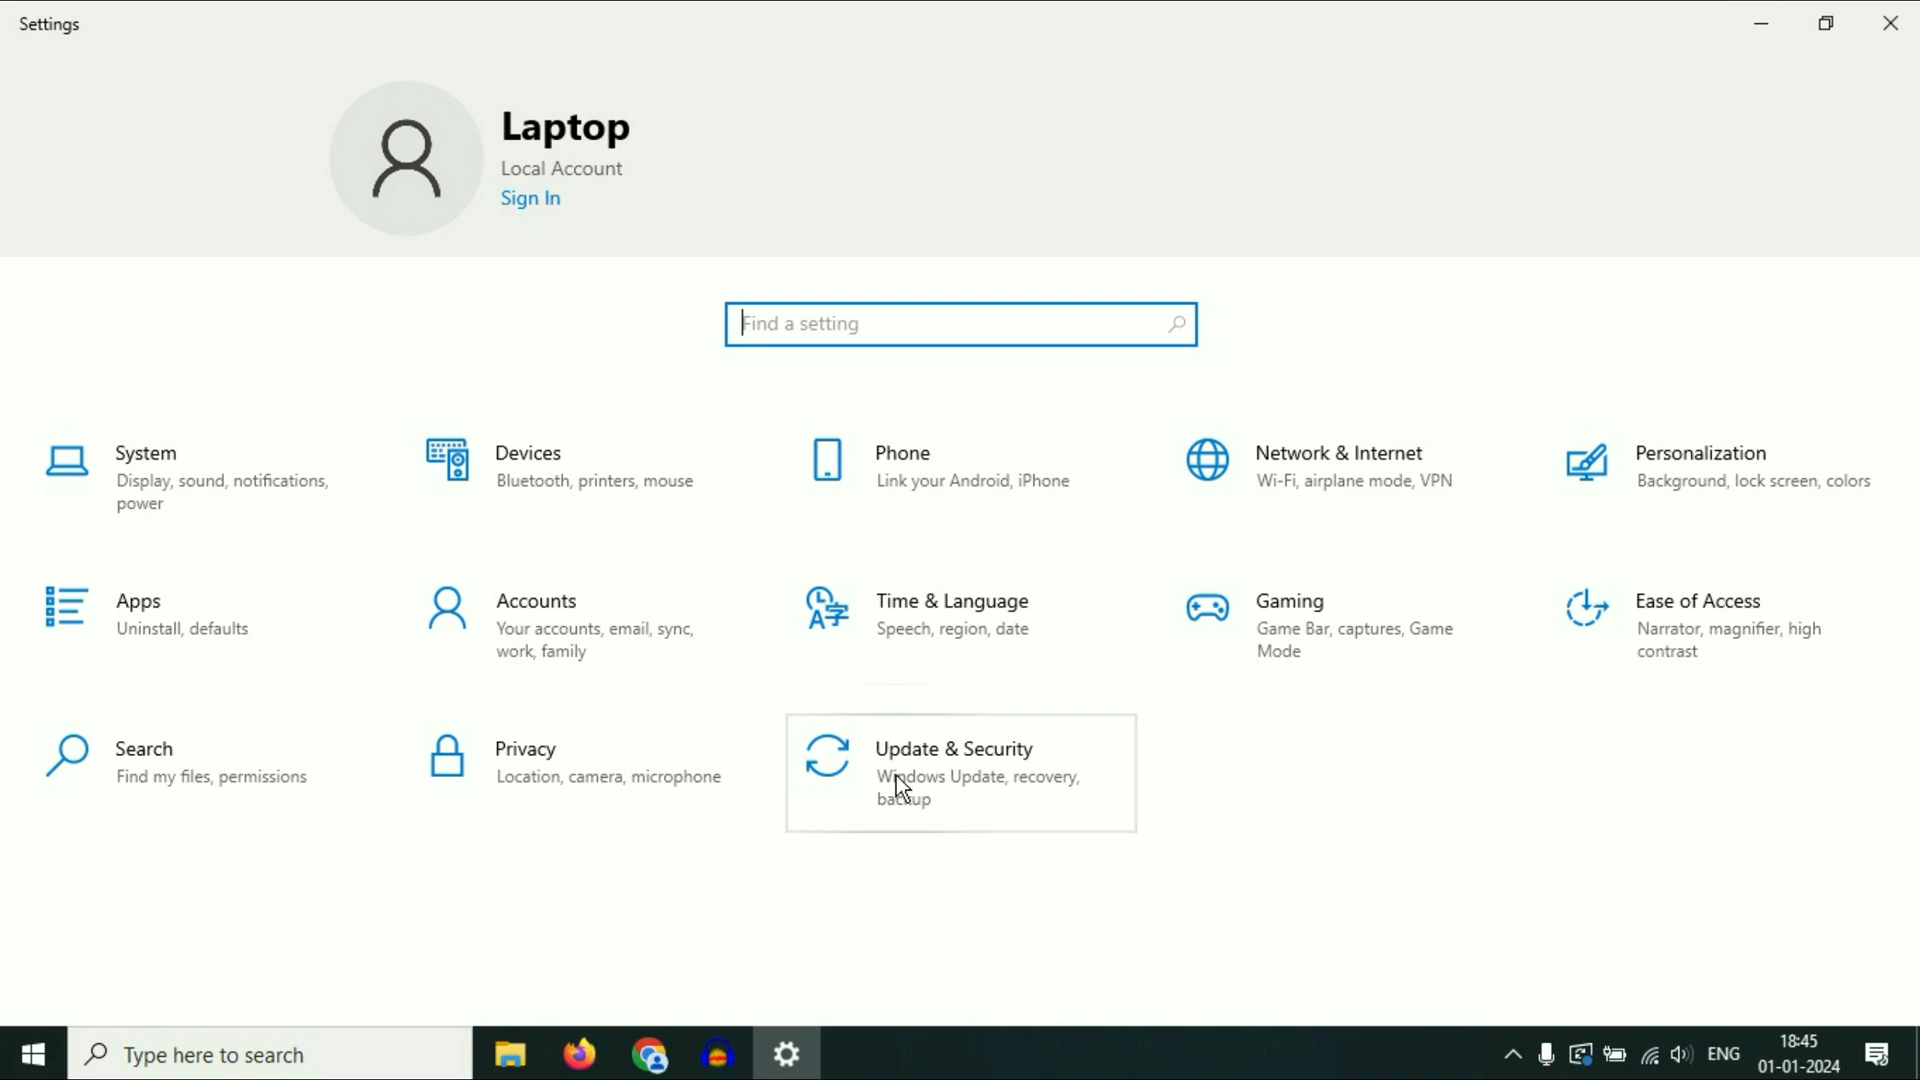 Settings
Laptop
Local Account
Sign In
Find a setting
System
Display, sound, notifications,
power
Devices
Bluetooth, printers, mouse
Phone
Link your Android, iPhone
Network & Internet
Wi-Fi, airplane mode, VPN
Personalization
Background, lock screen, colors
Apps
Uninstall, defaults
Accounts
Your accounts, email, sync,
work, family
Time & Language
Speech, region, date
Gaming
Game Bar, captures, Game
Mode
Ease of Access
Narrator, magnifier, high
contrast
Search
Find my files, permissions
Privacy
Location, camera, microphone
Update & Security
Windows Update, recovery,
backup
Type here to search
ENG
18:45
01-01-2024